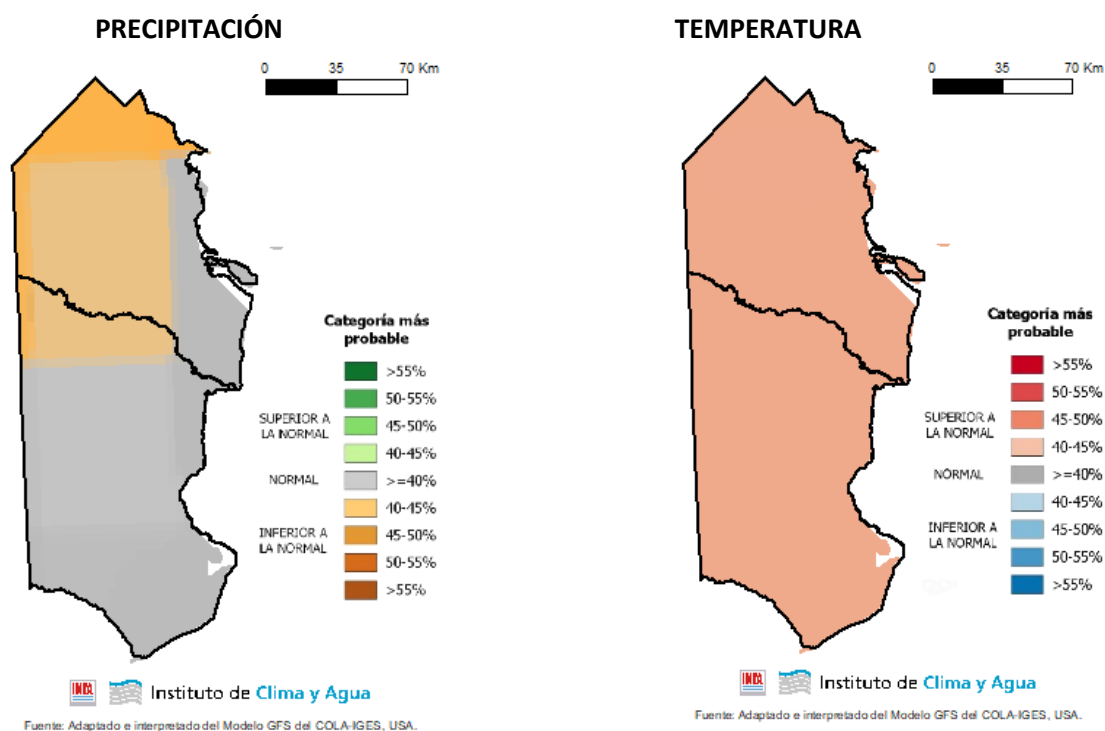 PRECIPITACIÓN
0 35 70 Km
Categoría más
probable
>55%
50-55%
SUPERIOR A
LA NORMAL
45-50%
40-45%
NORMAL
>=40%
40-45%
INFERIOR A
LA NORMAL
45-50%
50-55%
>55%
INTA
Instituto de Clima y Agua
Fuente: Adaptado e interpretado del Modelo GFS del COLA-IGES, USA.
TEMPERATURA
0 35 70 Km
Categoría más
probable
>55%
50-55%
SUPERIOR A
LA NORMAL
45-50%
40-45%
NORMAL
>=40%
40-45%
INFERIOR A
LA NORMAL
45-50%
50-55%
>55%
INTA
Instituto de Clima y Agua
Fuente: Adaptado e interpretado del Modelo GFS del COLA-IGES, USA.